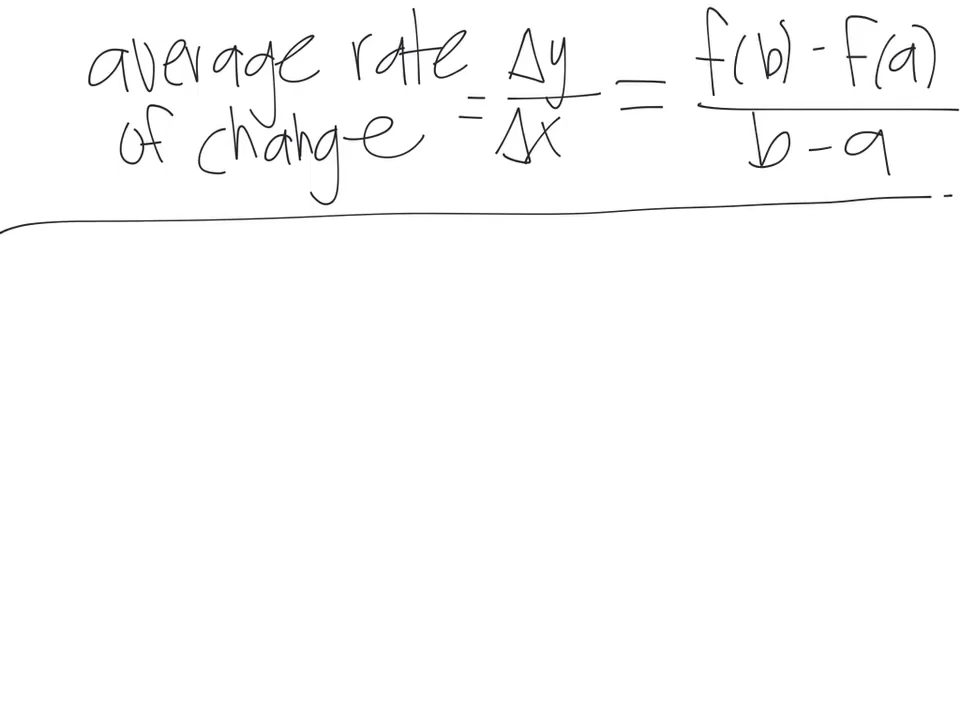 average rate of change = Δy/Δx = f(b) - F(a) / b - a